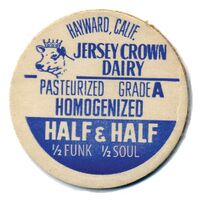 HAYWARD, CALIF.
JERSEY CROWN
DAIRY
PASTEURIZED GRADE A
HOMOGENIZED
HALF & HALF
½ FUNK ½ SOUL